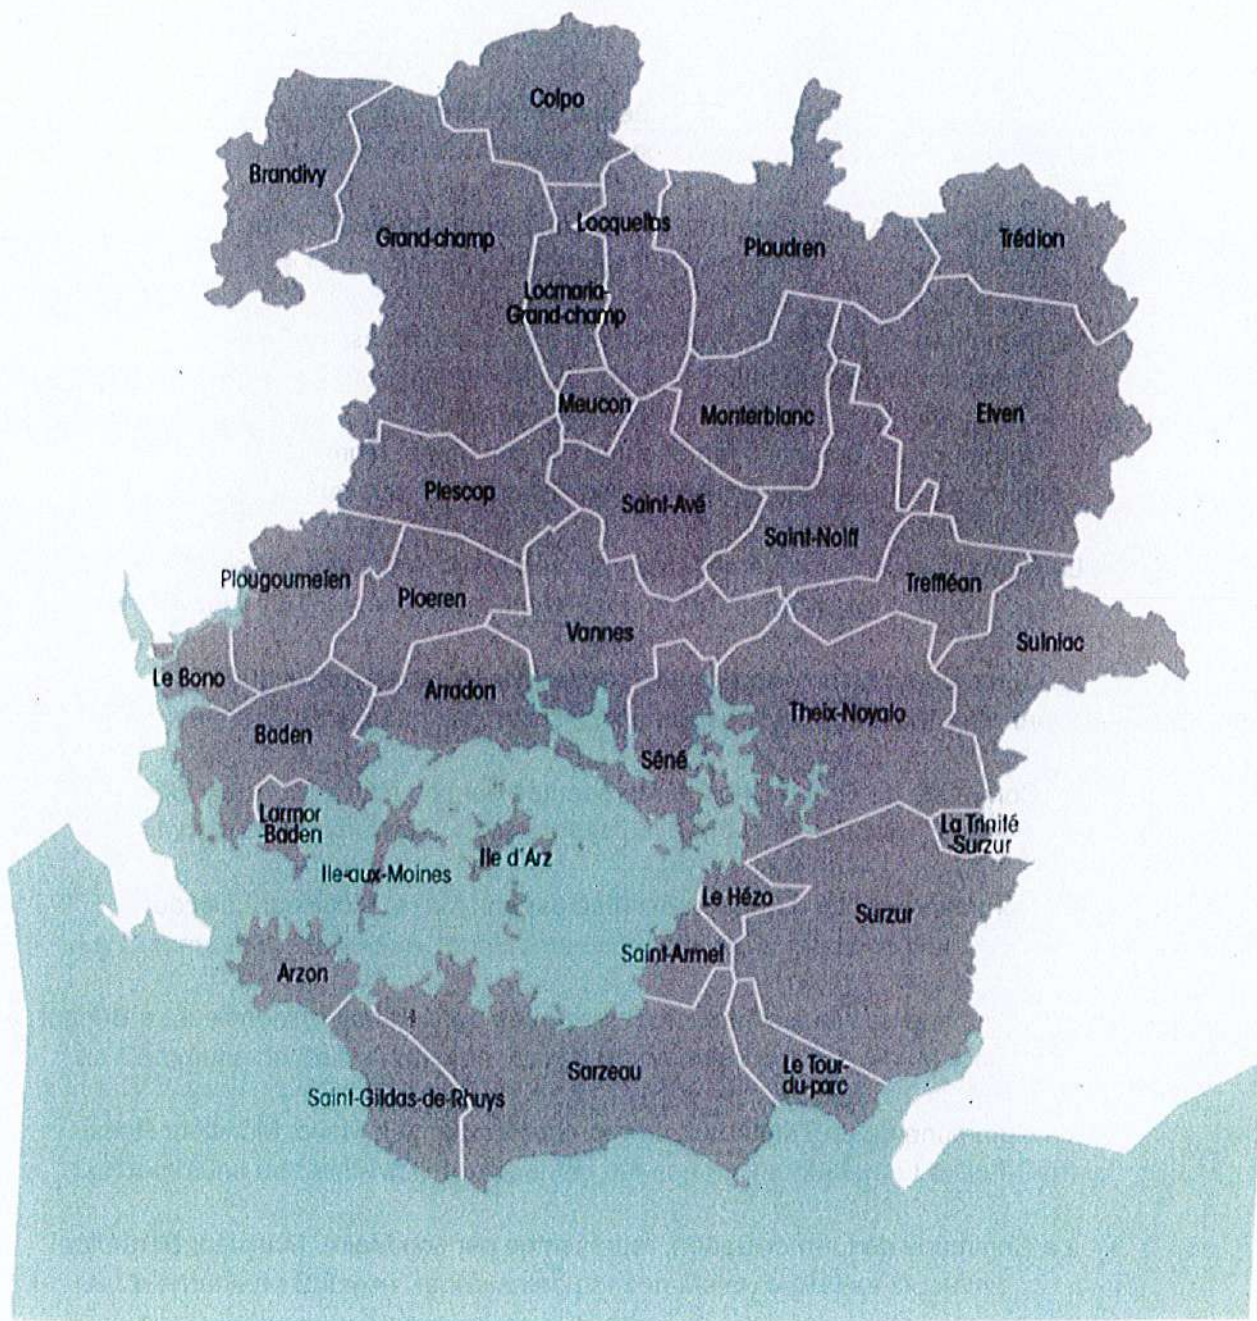 Colpo
Brandivy
Grand-champ
Locqueltas
Plaudren
Trédion
Locmaria-
Grand-champ
Meucon
Monterblanc
Elven
Plescop
Saint-Avé
Saint-Nolff
Plougoumelen
Ploeren
Treffléan
Vannes
Sulniac
Le Bono
Arradon
Baden
Theix-Noyalo
Séné
Larmor
-Baden
La Trinité
-Surzur
Ile d'Arz
Ile-aux-Moines
Le Hézo
Surzur
Saint-Armel
Arzon
Sarzeau
Le Tour-
du-parc
Saint-Gildas-de-Rhuys